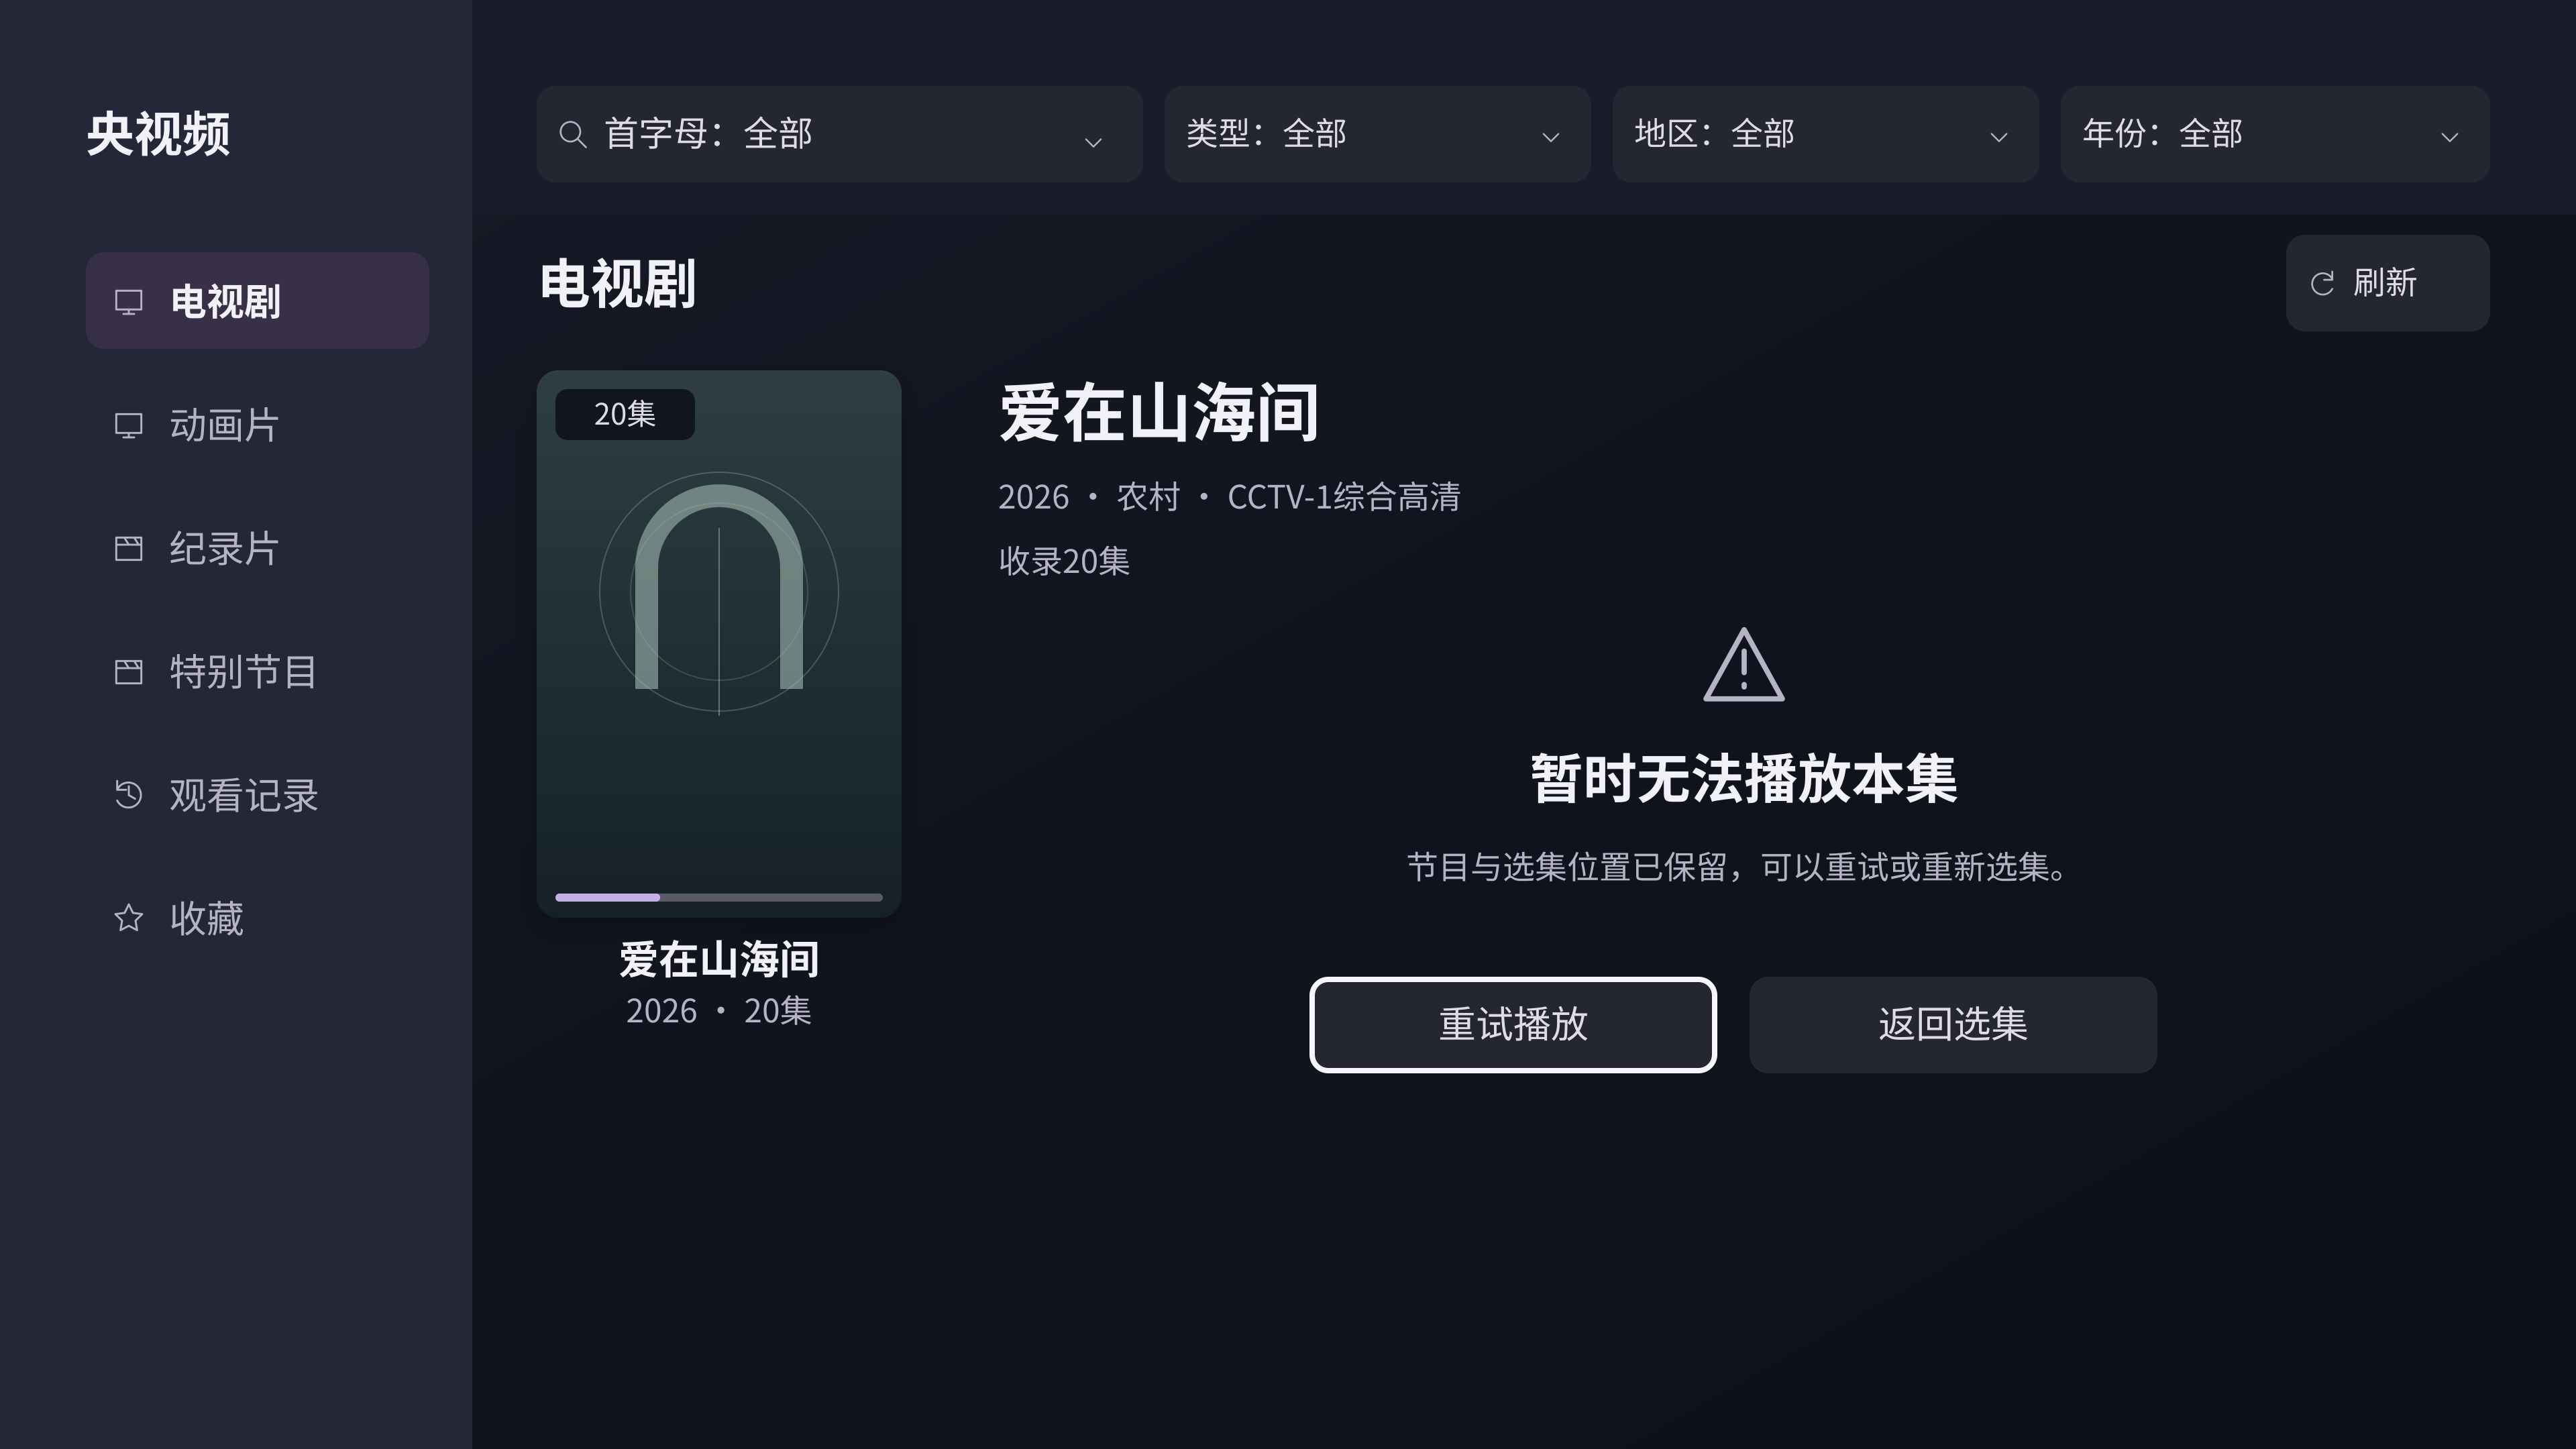 央视频
电视剧
动画片
纪录片
特别节目
观看记录
收藏
首字母：全部
类型：全部
地区：全部
年份：全部
电视剧
刷新
20集
爱在山海间
2026 · 20集
爱在山海间
2026 · 农村 · CCTV-1综合高清
收录20集
暂时无法播放本集
节目与选集位置已保留，可以重试或重新选集。
重试播放
返回选集